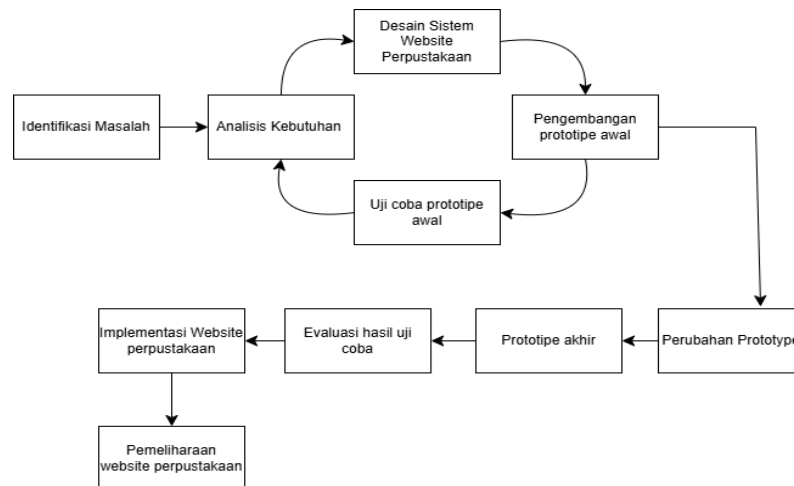 Desain Sistem
Website
Perpustakaan
Identifikasi Masalah
Analisis Kebutuhan
Pengembangan
prototipe awal
Uji coba prototipe
awal
Implementasi Website
perpustakaan
Evaluasi hasil uji
coba
Prototipe akhir
Perubahan Prototype
Pemeliharaan
website perpustakaan